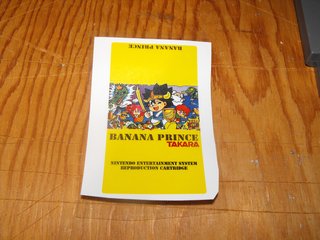 BANANA PRINCE
BANANA PRINCE
TAKARA
NINTENDO ENTERTAINMENT SYSTEM
REPRODUCTION CARTRIDGE